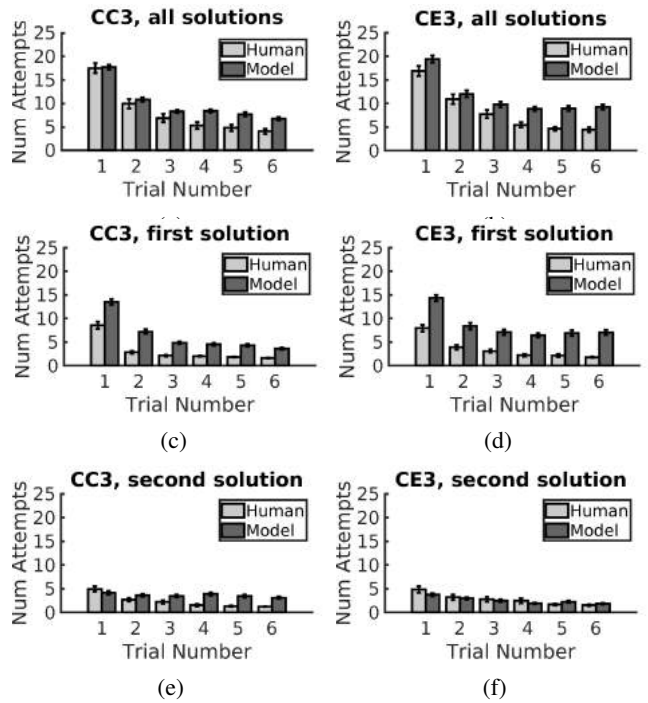 CC3, all solutions
Num Attempts
25
20
15
10
5
0
Human
Model
1 2 3 4 5 6
Trial Number
CE3, all solutions
Num Attempts
25
20
15
10
5
0
Human
Model
1 2 3 4 5 6
Trial Number
CC3, first solution
Num Attempts
25
20
15
10
5
0
Human
Model
1 2 3 4 5 6
Trial Number
(c)
CE3, first solution
Num Attempts
25
20
15
10
5
0
Human
Model
1 2 3 4 5 6
Trial Number
(d)
CC3, second solution
Num Attempts
25
20
15
10
5
0
Human
Model
1 2 3 4 5 6
Trial Number
(e)
CE3, second solution
Num Attempts
25
20
15
10
5
0
Human
Model
1 2 3 4 5 6
Trial Number
(f)